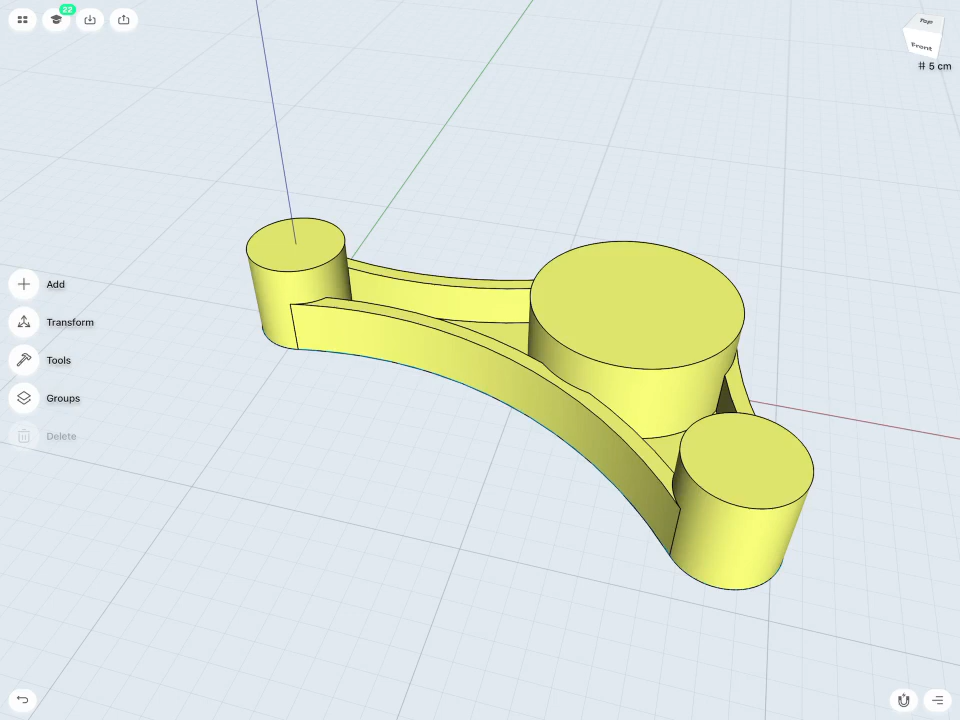 22
Top
Front
# 5 cm
Add
Transform
Tools
Groups
Delete